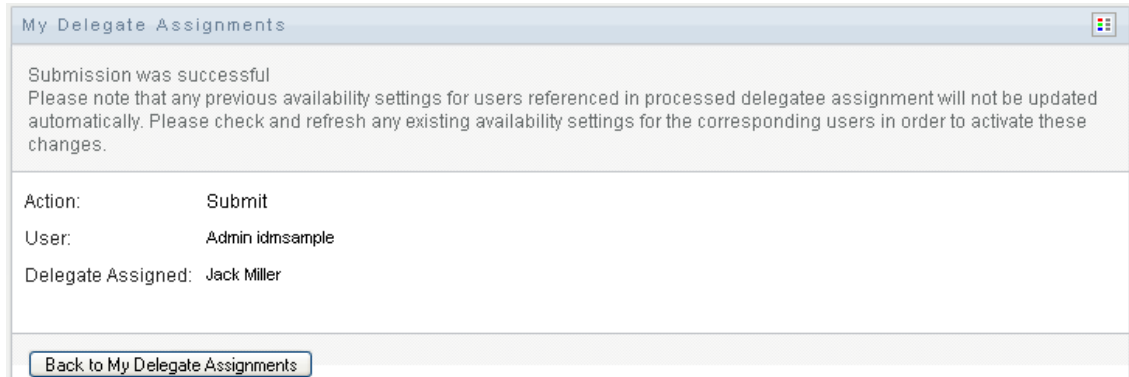 My Delegate Assignments
Submission was successful
Please note that any previous availability settings for users referenced in processed delegatee assignment will not be updated
automatically. Please check and refresh any existing availability settings for the corresponding users in order to activate these
changes.
Action: Submit
User: Admin idmsample
Delegate Assigned: Jack Miller
Back to My Delegate Assignments